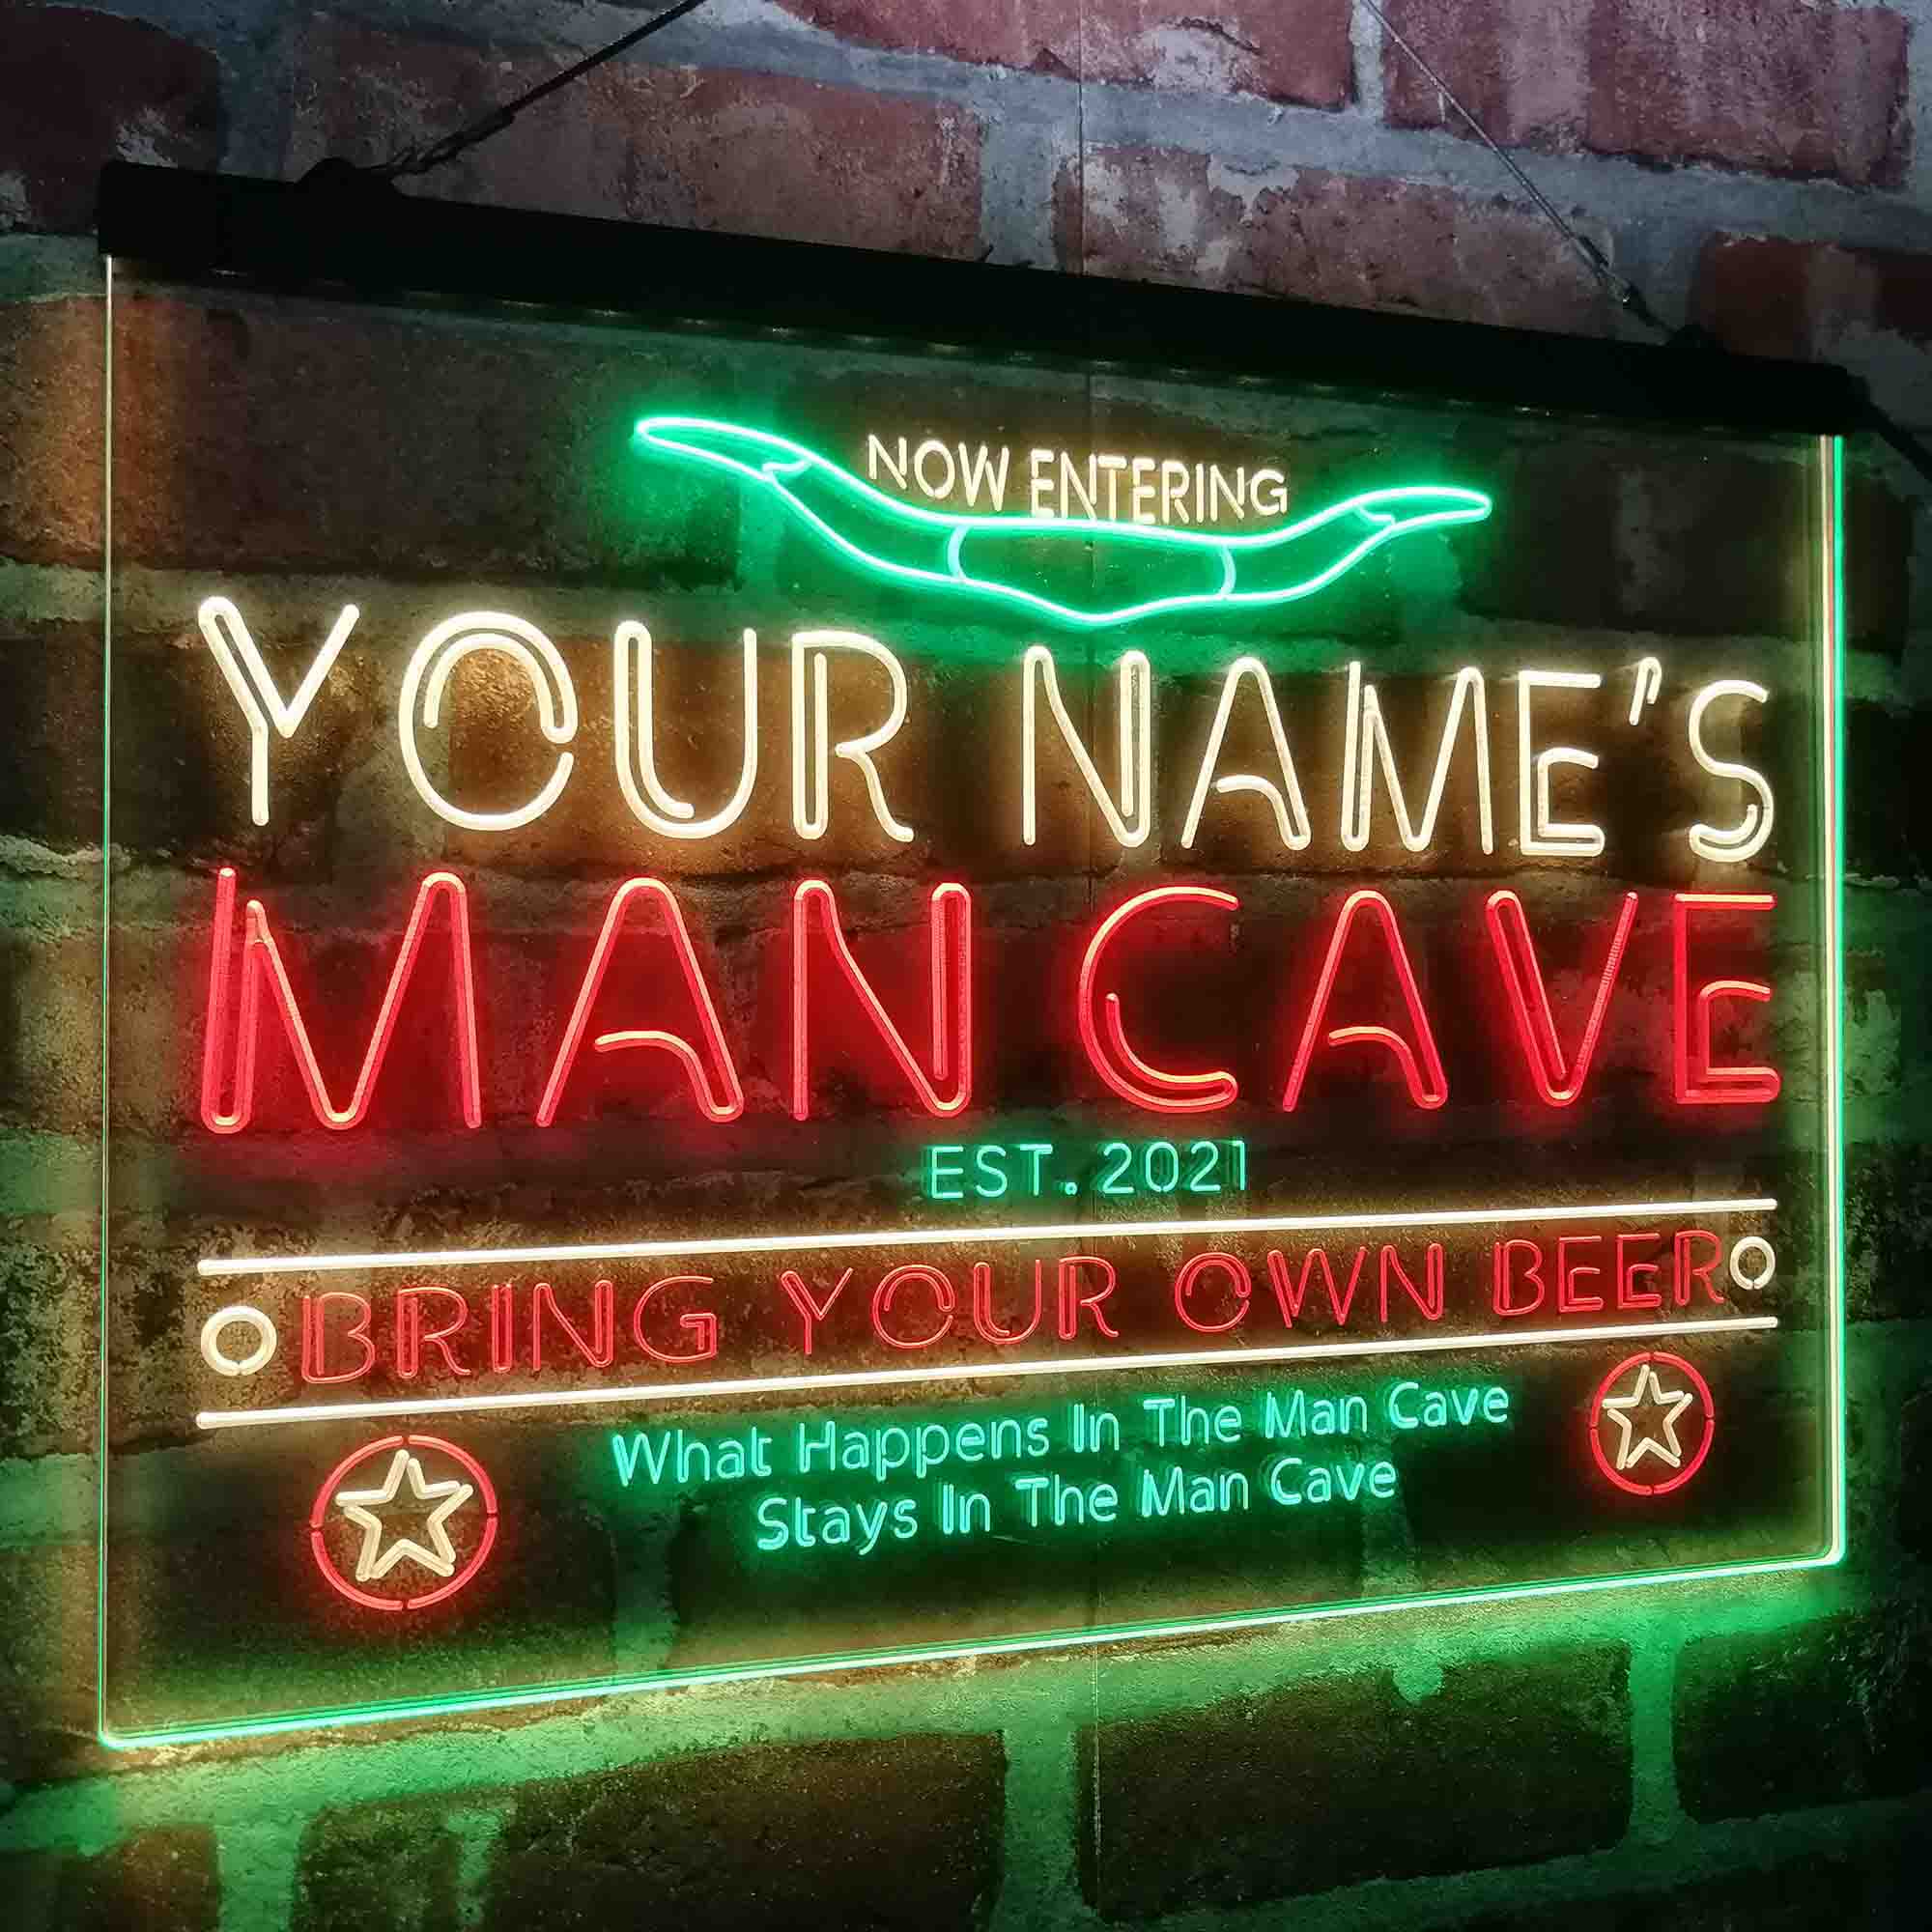 NOW ENTERING
YOUR NAME'S
MAN CAVE
EST. 2021
BRING YOUR OWN BEER
What Happens In The Man Cave
Stays In The Man Cave